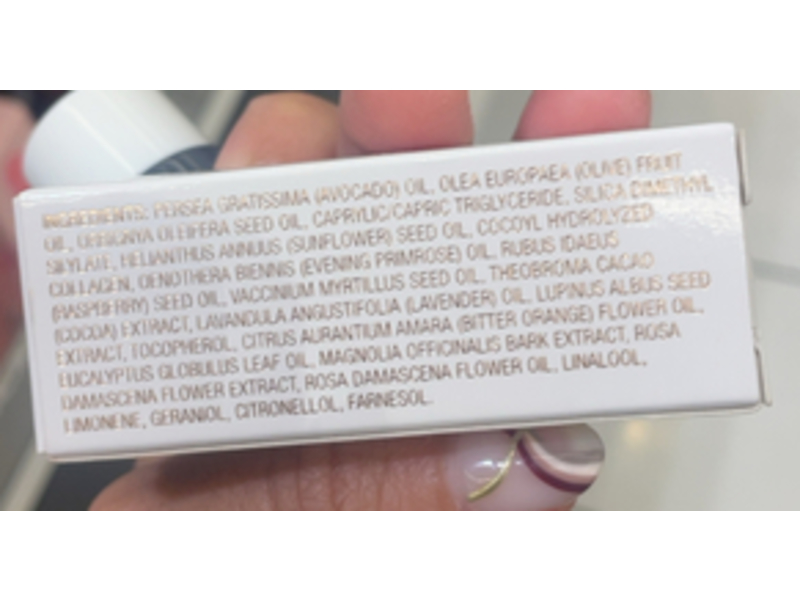 INGREDIENTS: PERSEA GRATISSIMA (AVOCADO) OIL, OLEA EUROPAEA (OLIVE) FRUIT
OIL, ORBIGNYA OLEIFERA SEED OIL, CAPRYLIC/CAPRIC TRIGLYCERIDE, SILICA DIMETHYL
SILYLATE, HELIANTHUS ANNUUS (SUNFLOWER) SEED OIL, COCOYL HYDROLYZED
COLLAGEN, OENOTHERA BIENNIS (EVENING PRIMROSE) OIL, RUBUS IDAEUS
(RASPBERRY) SEED OIL, VACCINIUM MYRTILLUS SEED OIL, THEOBROMA CACAO
(COCOA) EXTRACT, LAVANDULA ANGUSTIFOLIA (LAVENDER) OIL, LUPINUS ALBUS SEED
EXTRACT, TOCOPHEROL, CITRUS AURANTIUM AMARA (BITTER ORANGE) FLOWER OIL,
EUCALYPTUS GLOBULUS LEAF OIL, MAGNOLIA OFFICINALIS BARK EXTRACT, ROSA
DAMASCENA FLOWER EXTRACT, ROSA DAMASCENA FLOWER OIL, LINALOOL,
LIMONENE, GERANIOL, CITRONELLOL, FARNESOL.